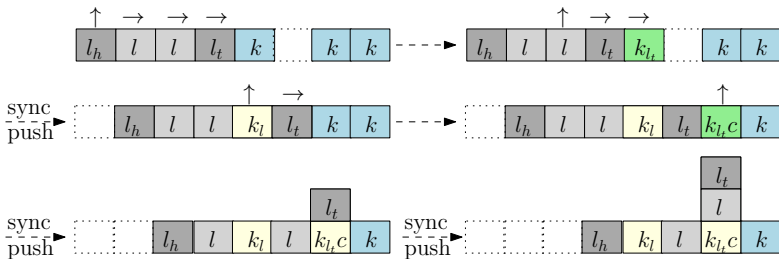 ↑ → → →
l_h l l l_t k k k
↑ → →
l_h l l l_t k_{l_t} k k
sync push
↑ →
l_h l l k_l l_t k k
↑
l_h l l k_l l_t k_{l_t}c k
sync push
l_t
l_h l k_l l k_{l_t}c k
sync push
l_t
l
l_h k_l l k_{l_t}c k